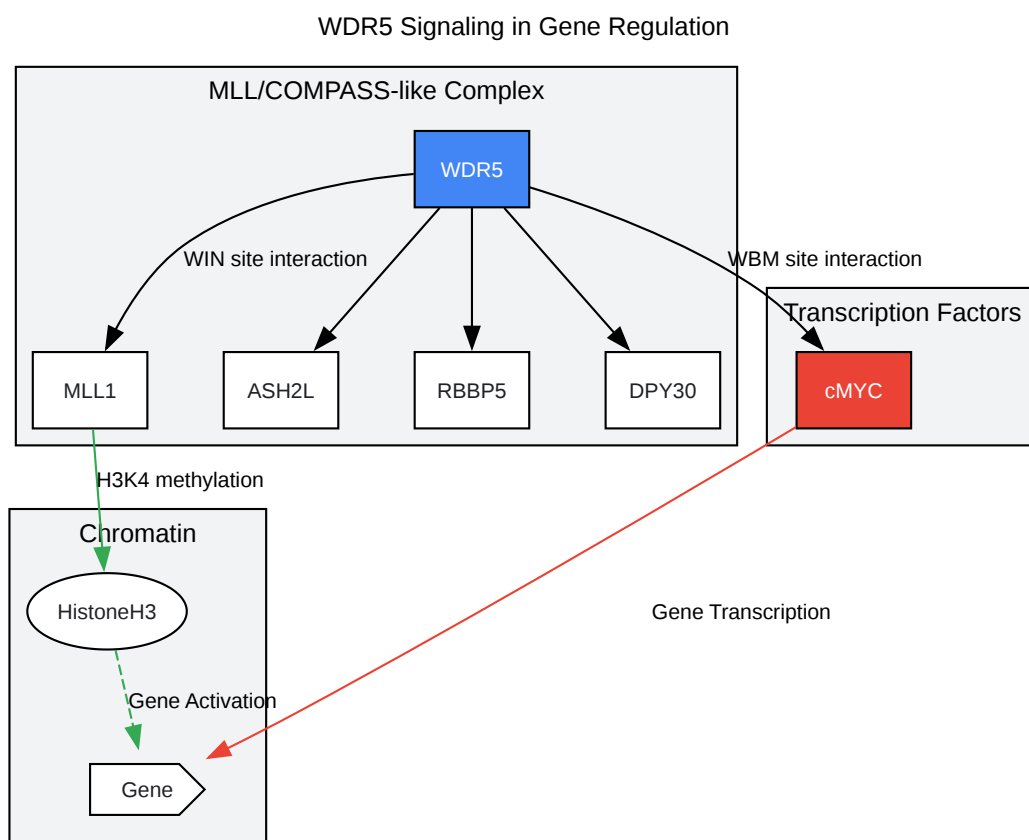 WDR5 Signaling in Gene Regulation
MLL/COMPASS-like Complex
WDR5
WIN site interaction
WBM site interaction
Transcription Factors
MLL1
ASH2L
RBBP5
DPY30
cMYC
H3K4 methylation
Chromatin
HistoneH3
Gene Transcription
Gene Activation
Gene